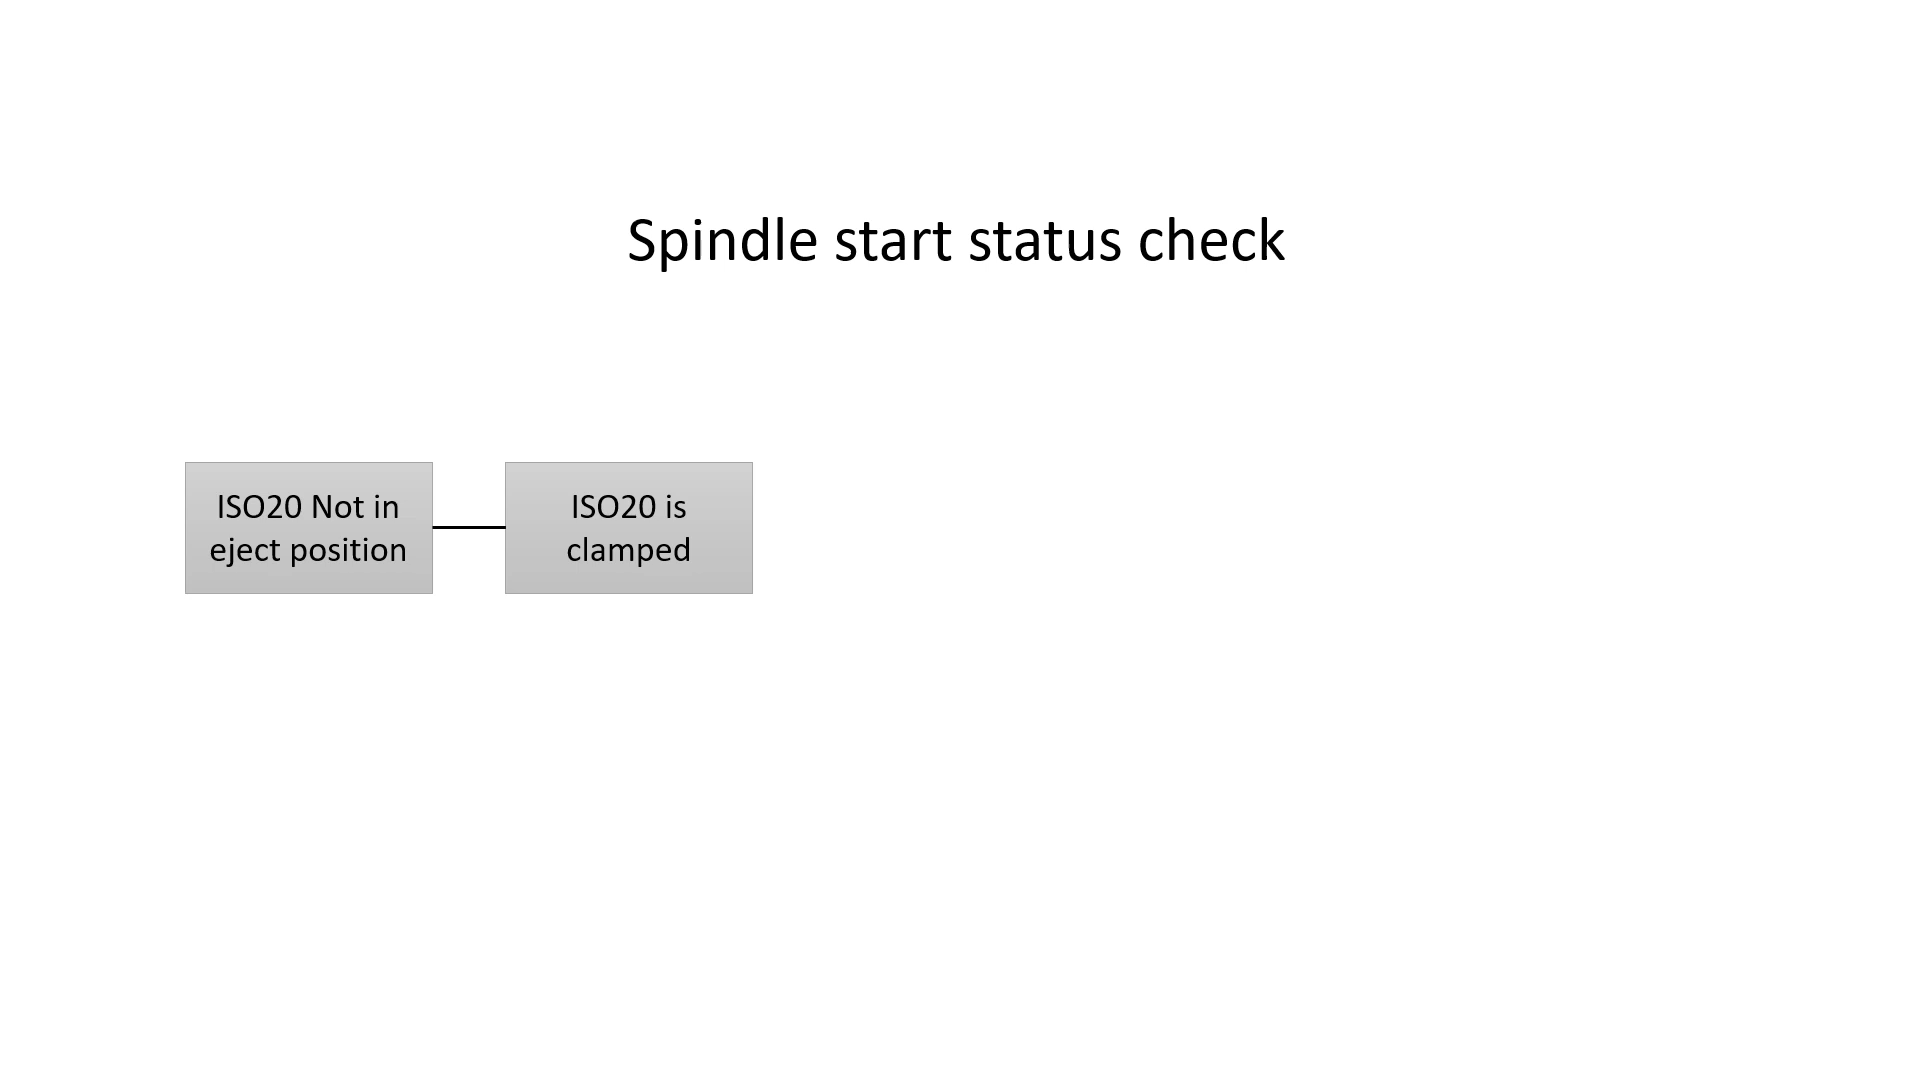 Spindle start status check
ISO20 Not in
eject position
ISO20 is
clamped